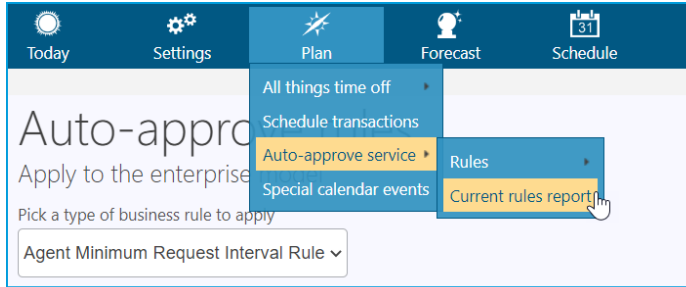 Today Settings Plan Forecast 31 Schedule
All things time off
Schedule transactions
Auto-approve service
Special calendar events
Rules
Current rules report
Auto-appro
Apply to the enterprise
Pick a type of business rule to apply
Agent Minimum Request Interval Rule